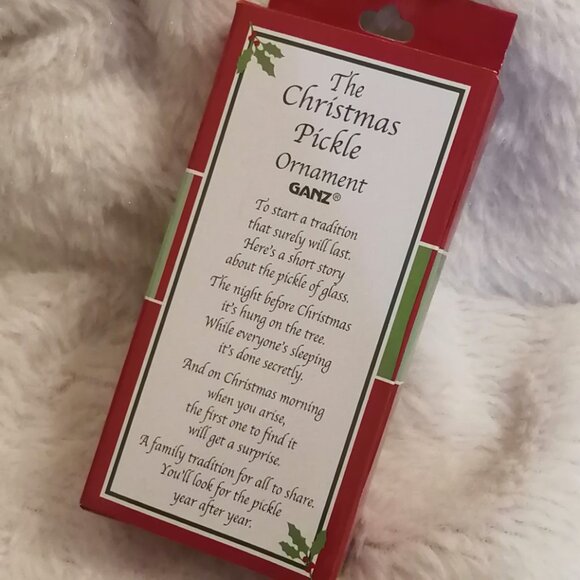 The
Christmas
Pickle
Ornament
GANZ®
To start a tradition
that surely will last.
Here's a short story
about the pickle of glass.
The night before Christmas
it's hung on the tree.
While everyone's sleeping
it's done secretly.
And on Christmas morning
when you arise,
the first one to find it
will get a surprise.
A family tradition for all to share.
You'll look for the pickle
year after year.